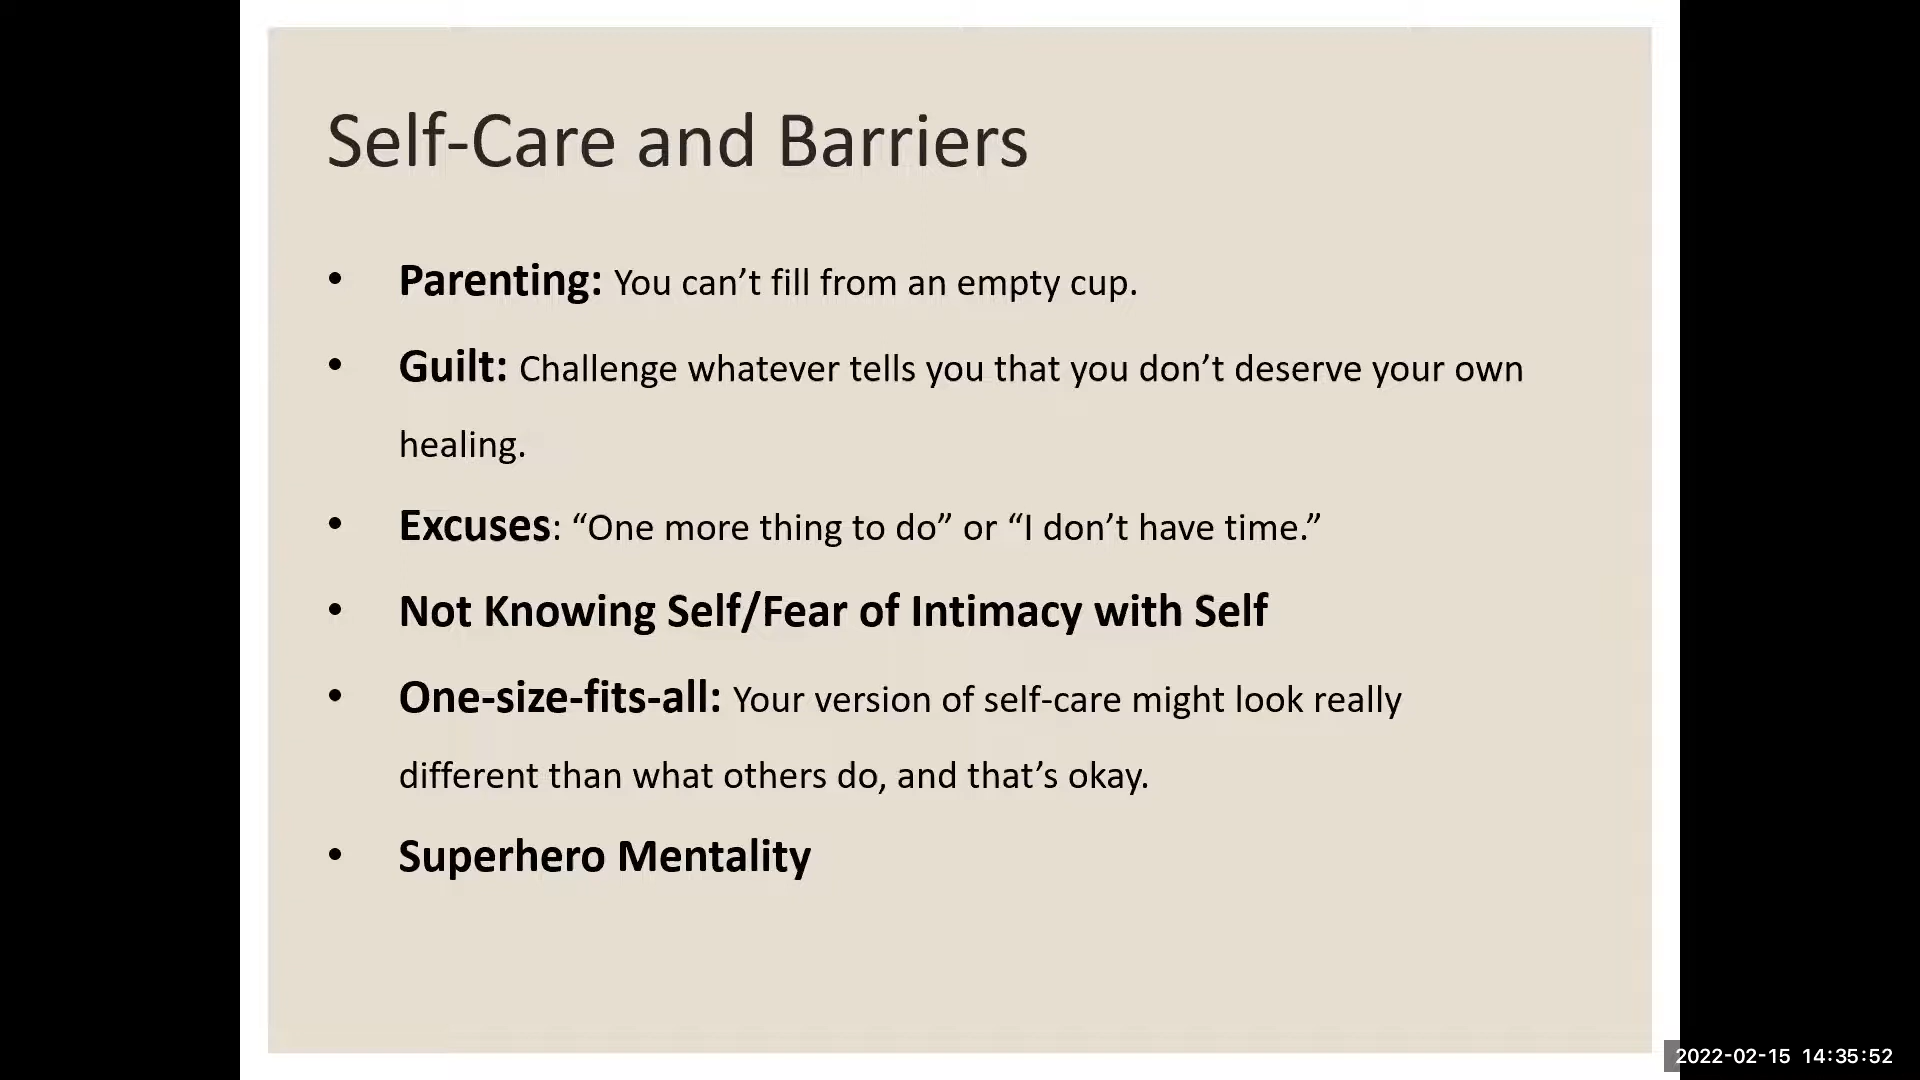 Self-Care and Barriers
• Parenting: You can’t fill from an empty cup.
• Guilt: Challenge whatever tells you that you don’t deserve your own
healing.
• Excuses: “One more thing to do” or “I don’t have time.”
• Not Knowing Self/Fear of Intimacy with Self
• One-size-fits-all: Your version of self-care might look really
different than what others do, and that’s okay.
• Superhero Mentality
2022-02-15 14:35:52